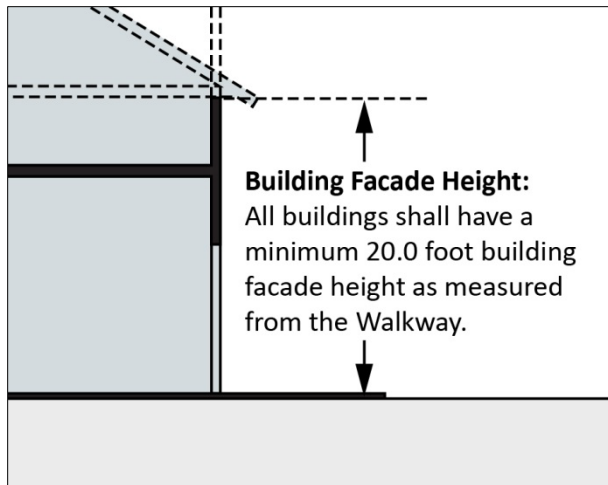 Building Facade Height:
All buildings shall have a
minimum 20.0 foot building
facade height as measured
from the Walkway.